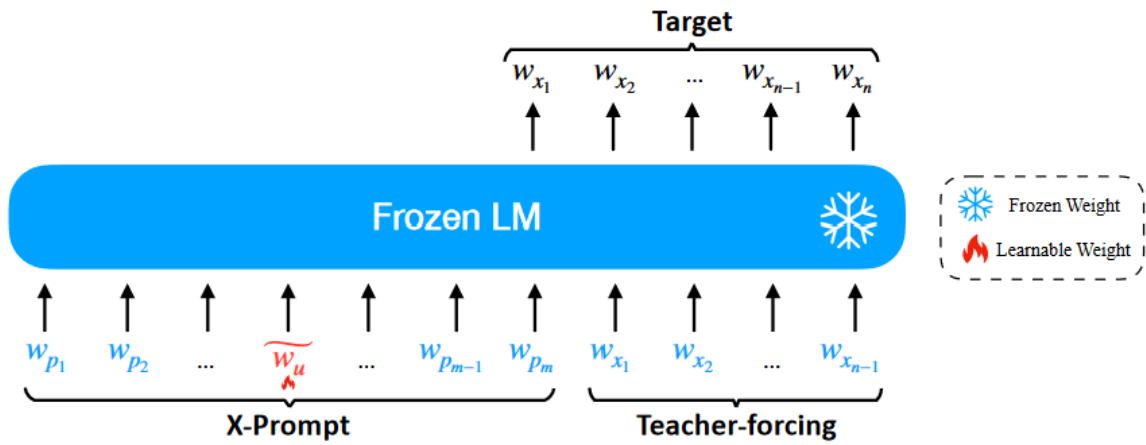 Target
w_{x_1} w_{x_2} ... w_{x_{n-1}} w_{x_n}
Frozen LM
Frozen Weight
Learnable Weight
w_{p_1} w_{p_2} ... \widetilde{w_u} ... w_{p_{m-1}} w_{p_m} w_{x_1} w_{x_2} ... w_{x_{n-1}}
X-Prompt Teacher-forcing